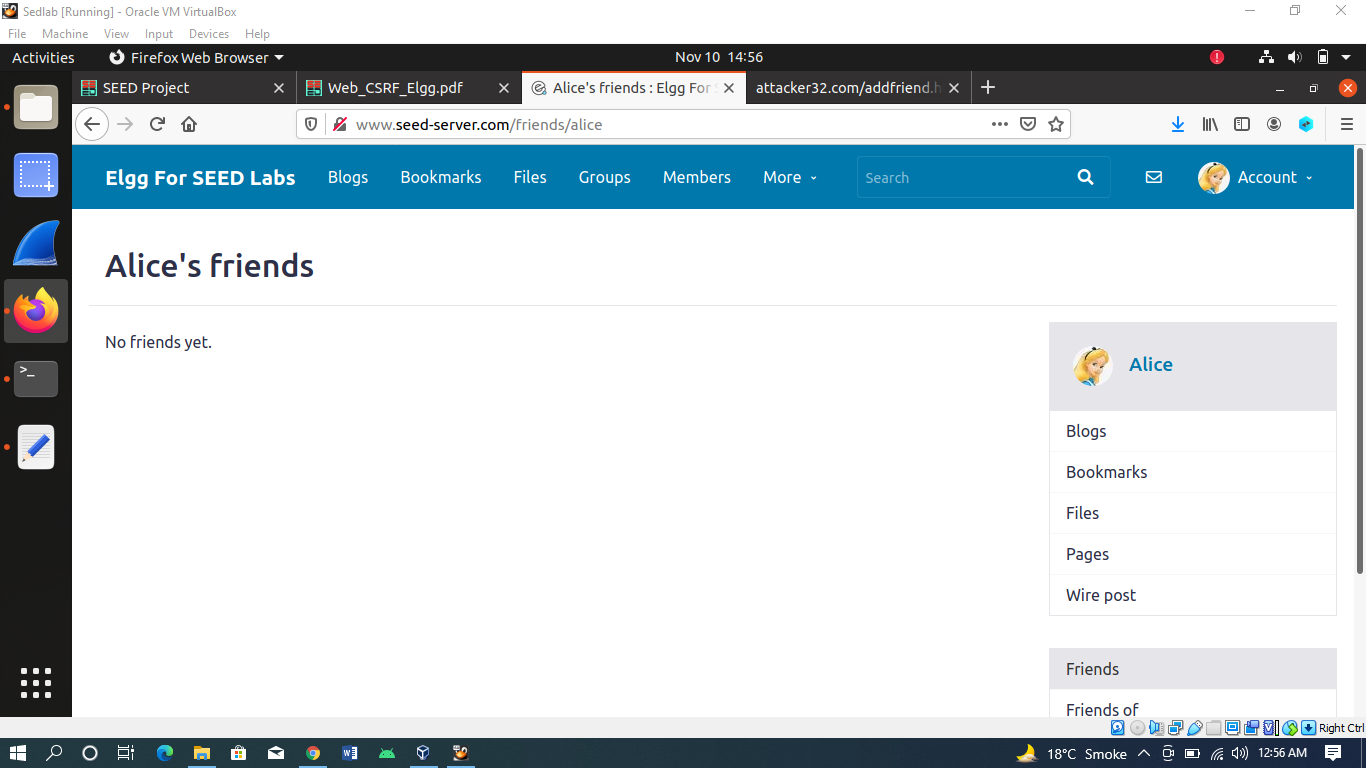 Sedlab [Running] - Oracle VM VirtualBox
File Machine View Input Devices Help
Activities Firefox Web Browser Nov 10 14:56
SEED Project Web_CSRF_Elgg.pdf Alice's friends : Elgg For attacker32.com/addfriend.h
www.seed-server.com/friends/alice
Elgg For SEED Labs Blogs Bookmarks Files Groups Members More Search Account
Alice's friends
No friends yet.
Alice
Blogs
Bookmarks
Files
Pages
Wire post
Friends
Friends of
Right Ctrl
18°C Smoke 12:56 AM